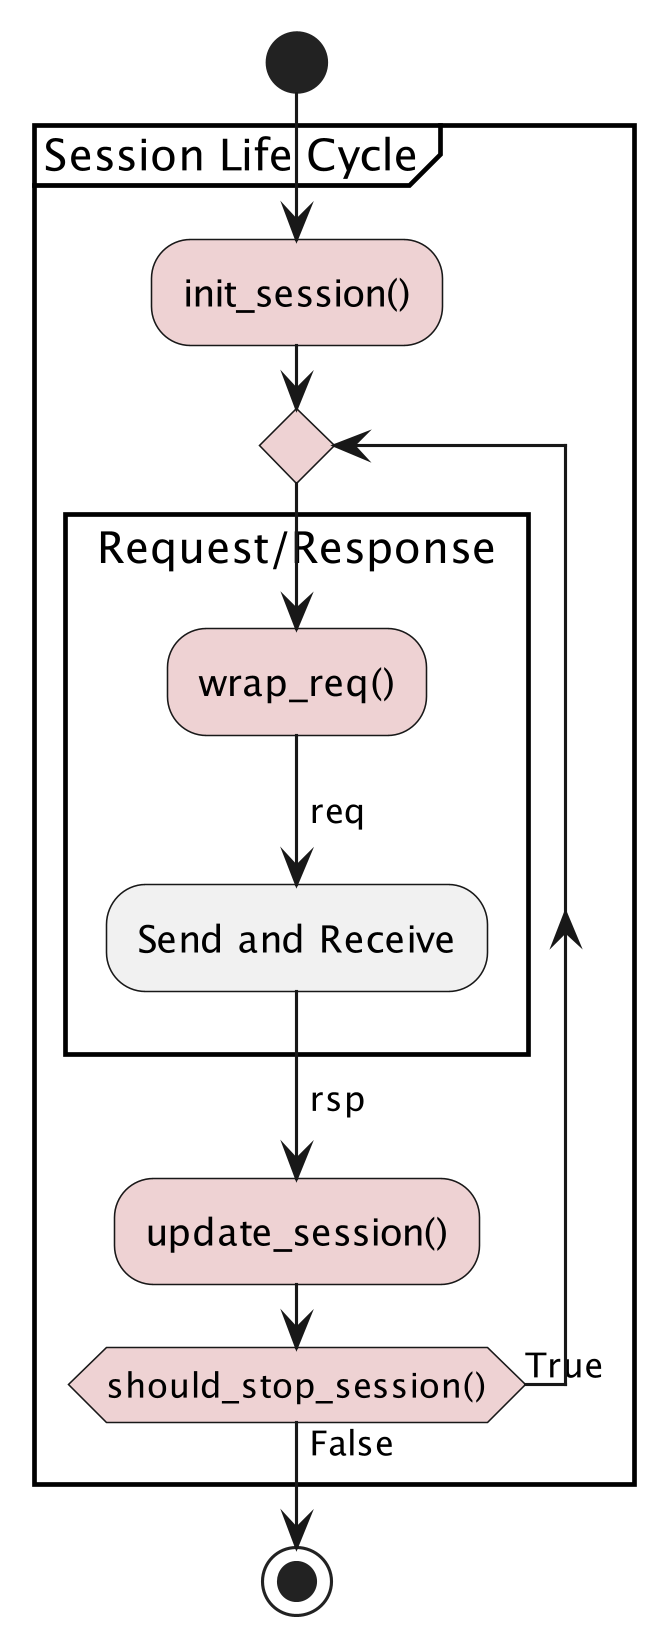 Session Life Cycle
init_session()
Request/Response
wrap_req()
req
Send and Receive
rsp
update_session()
should_stop_session()
True
False